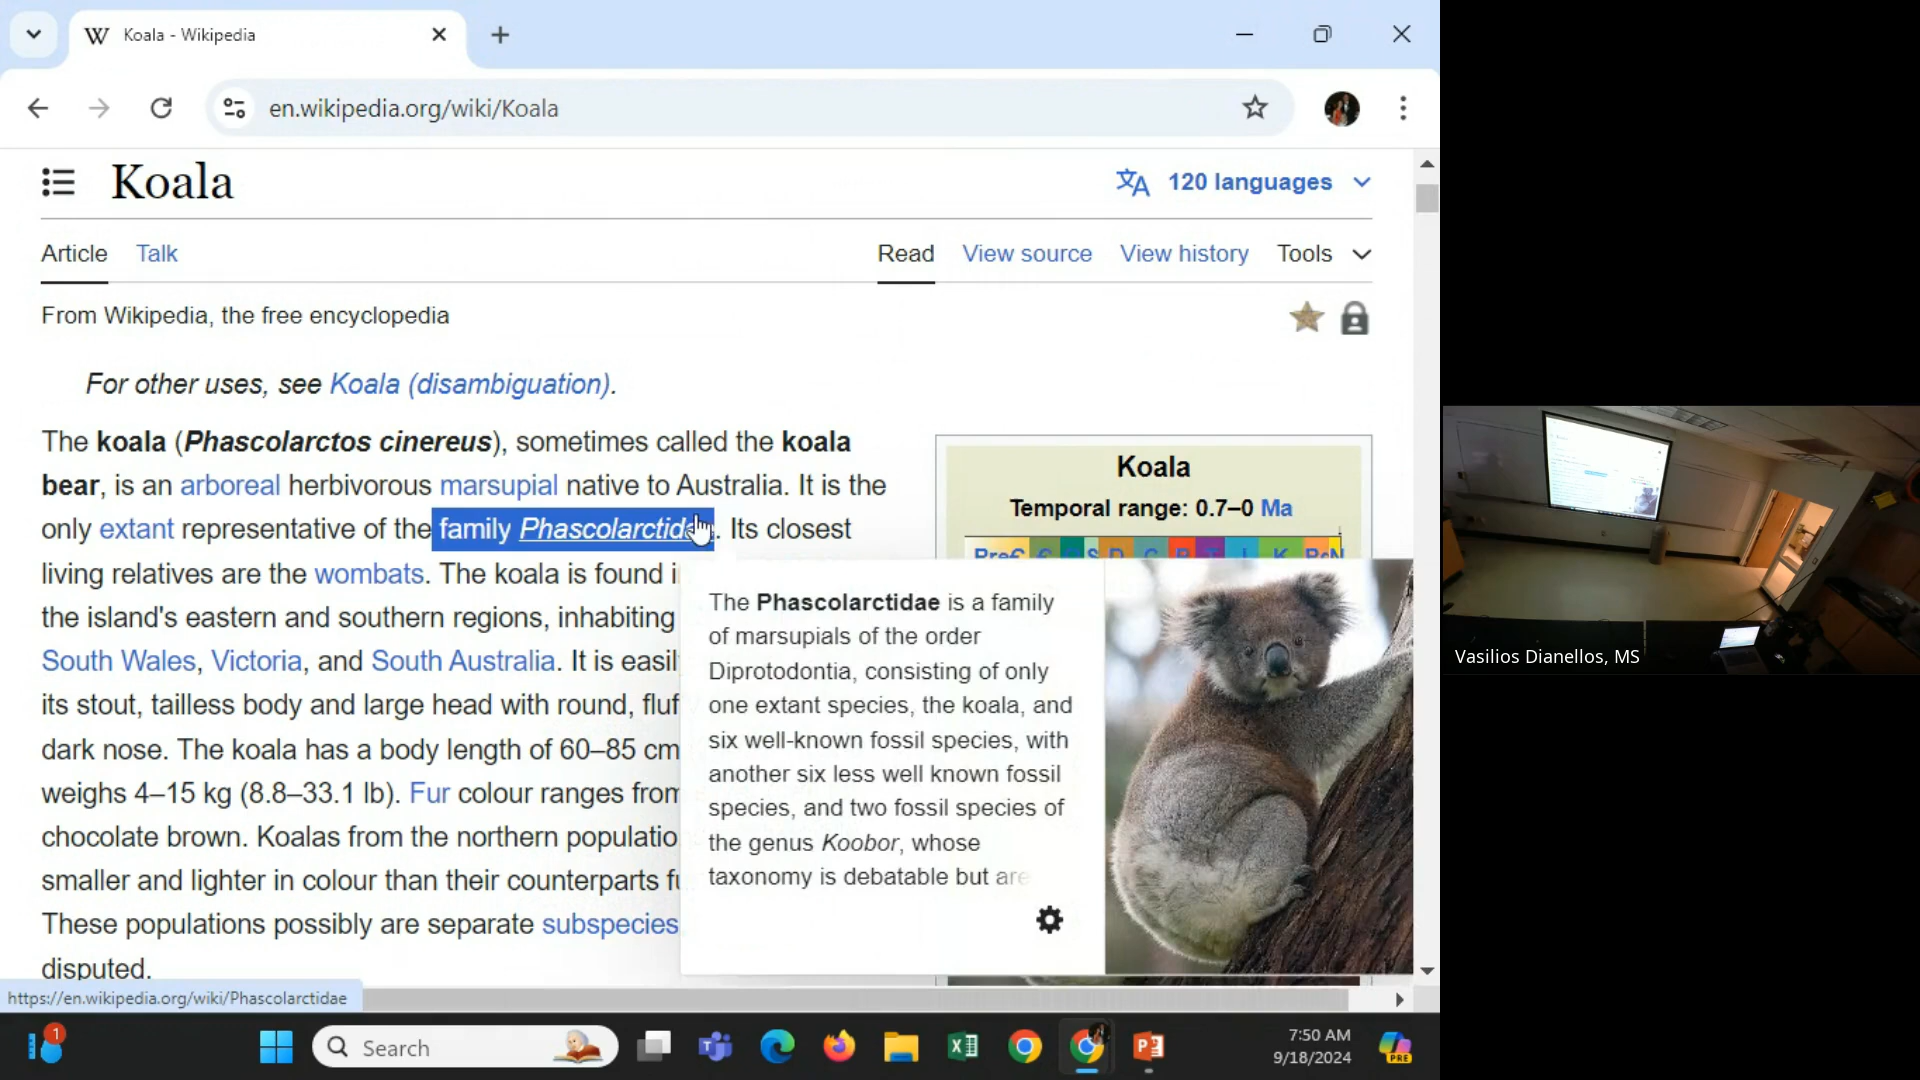 Koala - Wikipedia
en.wikipedia.org/wiki/Koala
Koala
120 languages
Article Talk Read View source View history Tools
From Wikipedia, the free encyclopedia
For other uses, see Koala (disambiguation).
The koala (Phascolarctos cinereus), sometimes called the koala
bear, is an arboreal herbivorous marsupial native to Australia. It is the
only extant representative of the family Phascolarctid . Its closest
living relatives are the wombats. The koala is found i
the island's eastern and southern regions, inhabiting
South Wales, Victoria, and South Australia. It is easil
its stout, tailless body and large head with round, fluf
dark nose. The koala has a body length of 60–85 cm
weighs 4–15 kg (8.8–33.1 lb). Fur colour ranges from
chocolate brown. Koalas from the northern populatio
smaller and lighter in colour than their counterparts fu
These populations possibly are separate subspecies
disputed.
Koala
Temporal range: 0.7–0 Ma
The Phascolarctidae is a family
of marsupials of the order
Diprotodontia, consisting of only
one extant species, the koala, and
six well-known fossil species, with
another six less well known fossil
species, and two fossil species of
the genus Koobor, whose
taxonomy is debatable but are
https://en.wikipedia.org/wiki/Phascolarctidae
1
Search
7:50 AM
9/18/2024
PRE
Vasilios Dianellos, MS